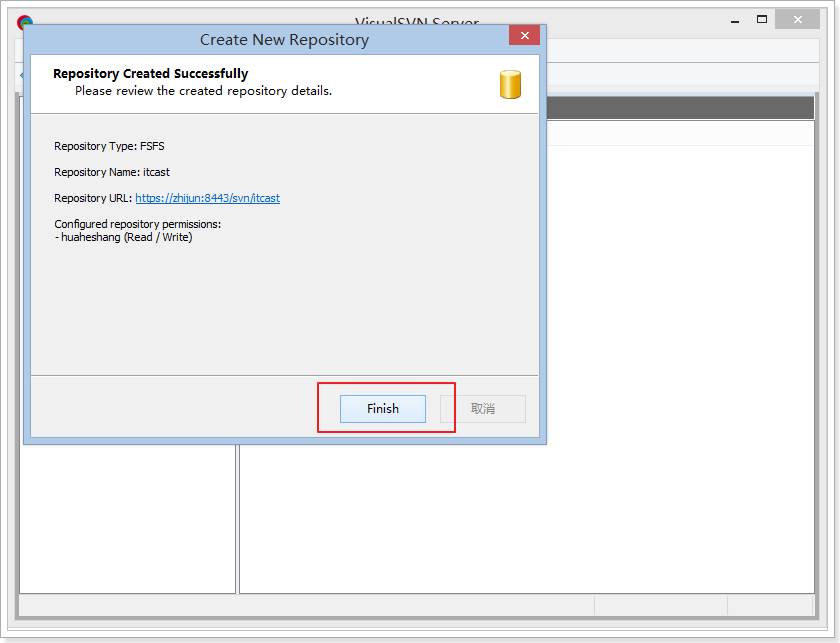 VisualSVN Server
Create New Repository
Repository Created Successfully
Please review the created repository details.
Repository Type: FSFS
Repository Name: itcast
Repository URL: https://zhijun:8443/svn/itcast
Configured repository permissions:
- huaheshang (Read / Write)
Finish
取消